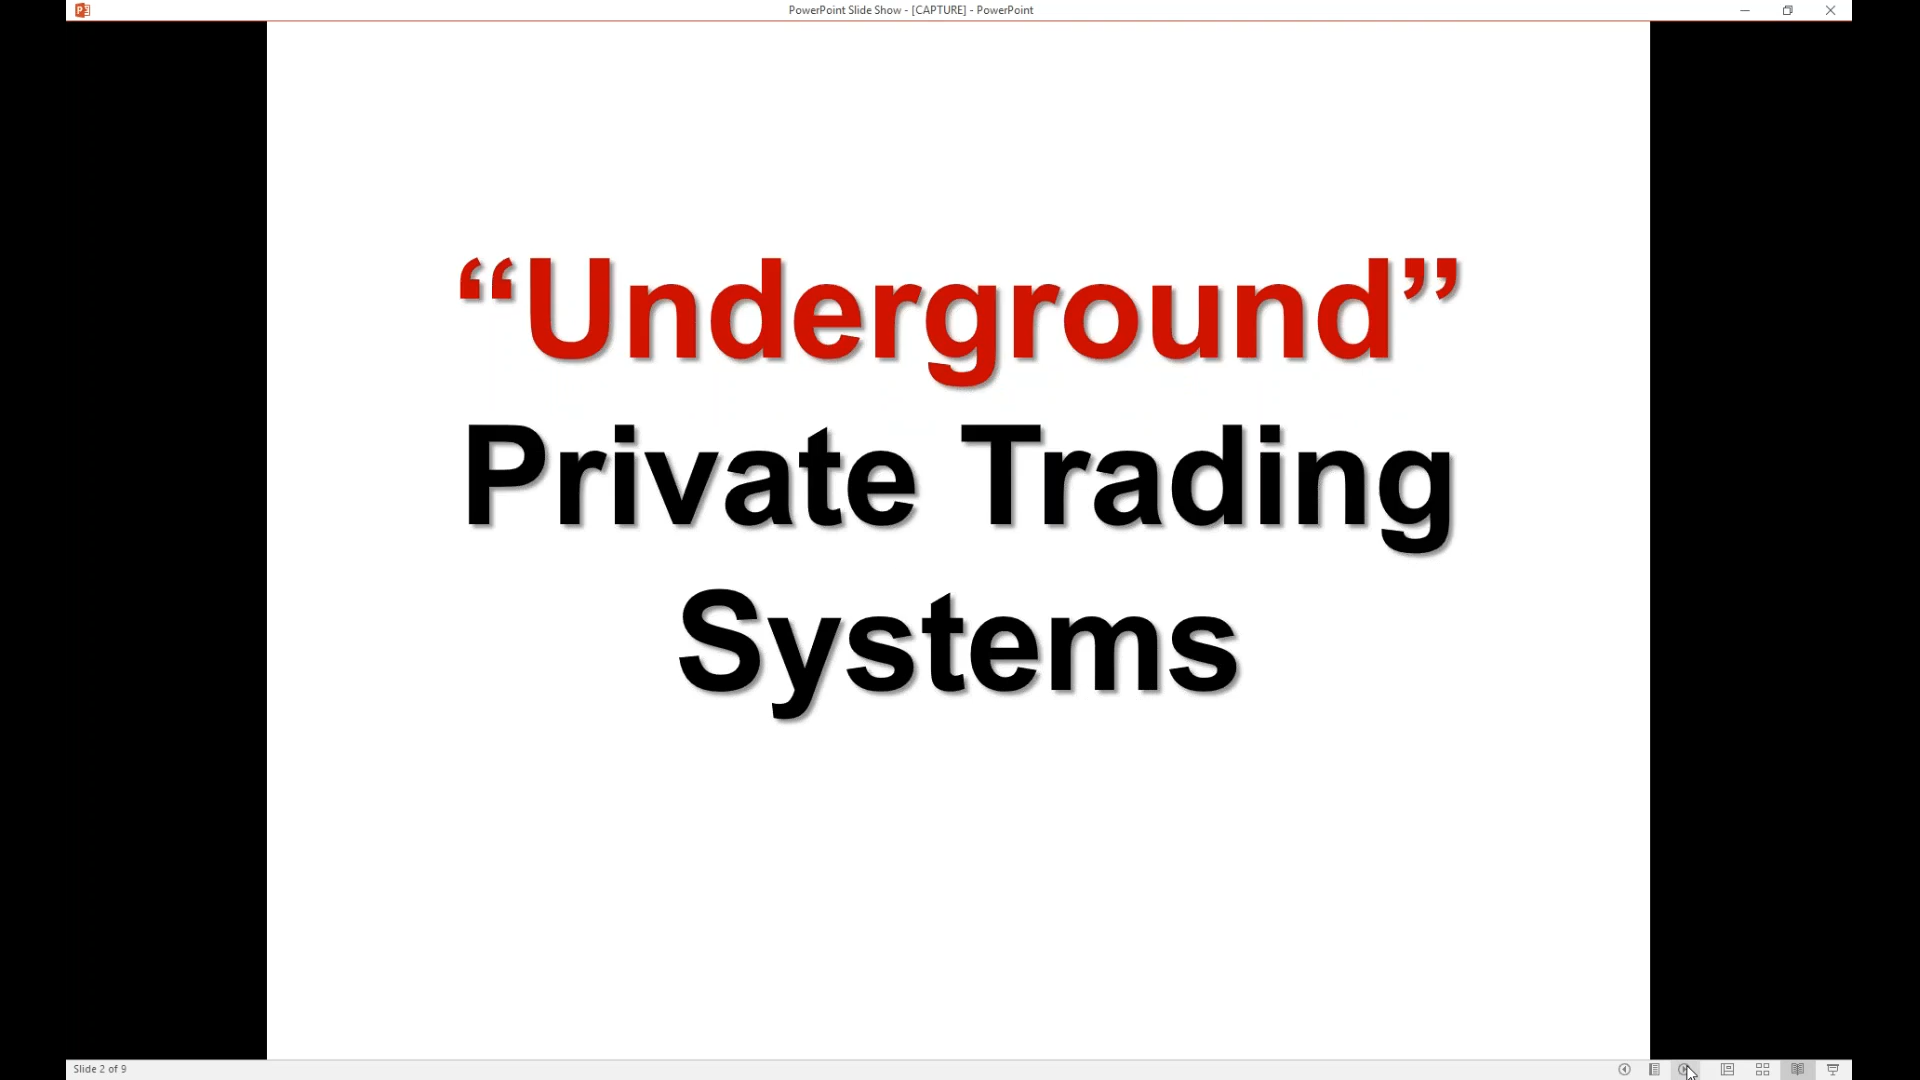 PowerPoint Slide Show - [CAPTURE] - PowerPoint
“Underground”
Private Trading
Systems
Slide 2 of 9